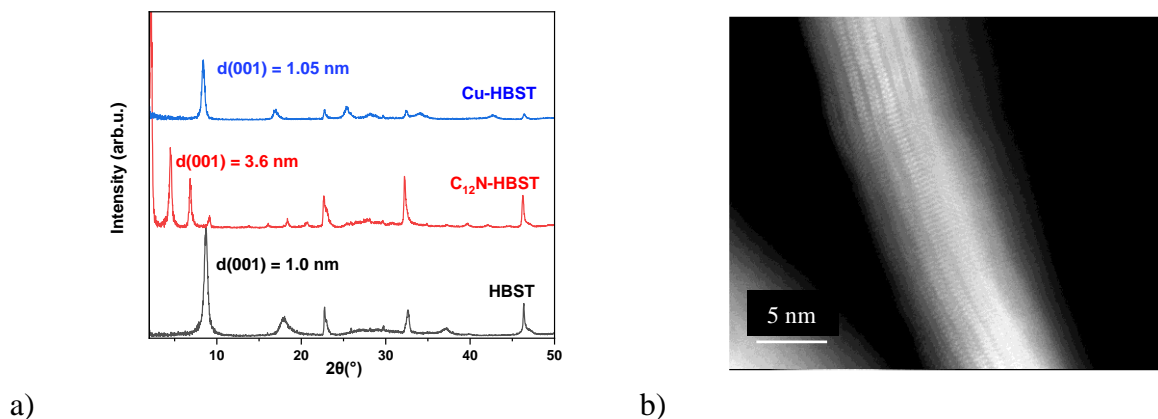 d(001) = 1.05 nm
Cu-HBST
d(001) = 3.6 nm
C₁₂N-HBST
d(001) = 1.0 nm
HBST
Intensity (arb.u.)
10 20 30 40 50
2θ(°)
a)
5 nm
b)